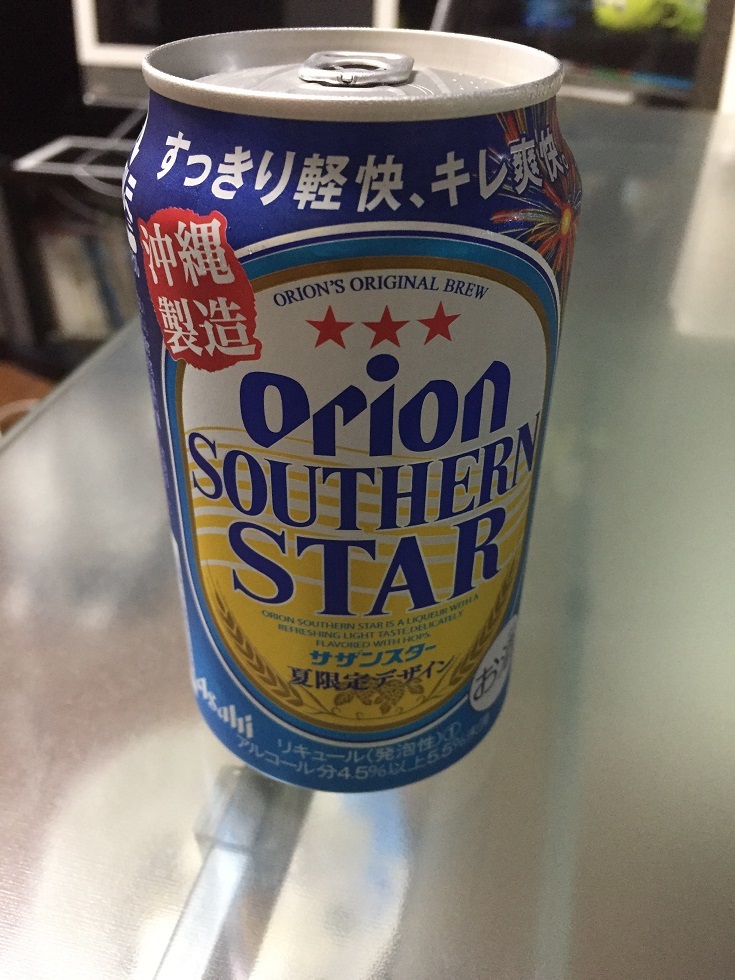 すっきり軽快、キレ爽快。
沖縄
製造
ORION'S ORIGINAL BREW
orion
SOUTHERN
STAR
ORION SOUTHERN STAR IS A LIQUEUR WITH A
REFRESHING LIGHT TASTE, DELICATELY
FLAVORED WITH HOPS.
サザンスター
夏限定デザイン
Asahi
リキュール(発泡性)①
アルコール分4.5%以上5.5%未満